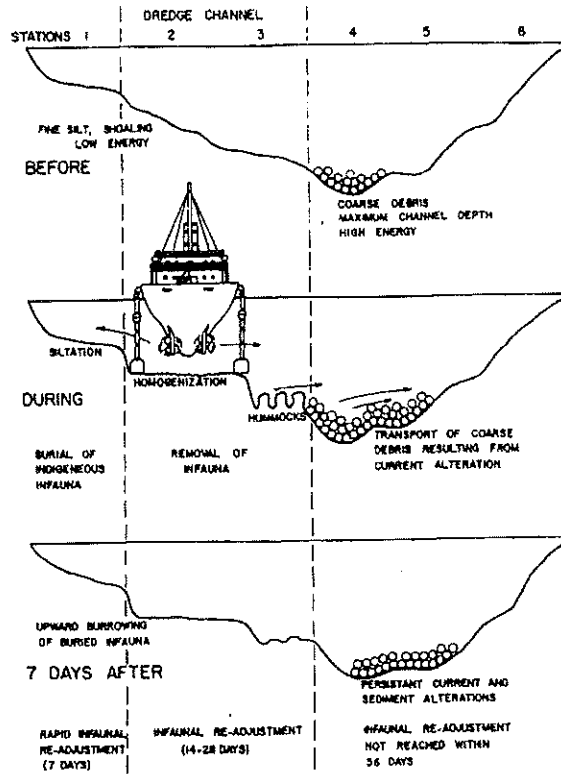 DREDGE CHANNEL
STATIONS 1 2 3 4 5 6
FINE SILT, SHOALING
LOW ENERGY
BEFORE
COARSE DEBRIS
MAXIMUM CHANNEL DEPTH
HIGH ENERGY
SILTATION
HOMOGENIZATION
DURING
HUMMOCKS
BURIAL OF
INDIGENEOUS
INFAUNA
REMOVAL OF
INFAUNA
TRANSPORT OF COARSE
DEBRIS RESULTING FROM
CURRENT ALTERATION
UPWARD BURROWING
OF BURIED INFAUNA
7 DAYS AFTER
PERSISTANT CURRENT AND
SEDIMENT ALTERATIONS
RAPID INFAUNAL
RE-ADJUSTMENT
(7 DAYS)
INFAUNAL RE-ADJUSTMENT
(14-28 DAYS)
INFAUNAL RE-ADJUSTMENT
NOT REACHED WITHIN
56 DAYS